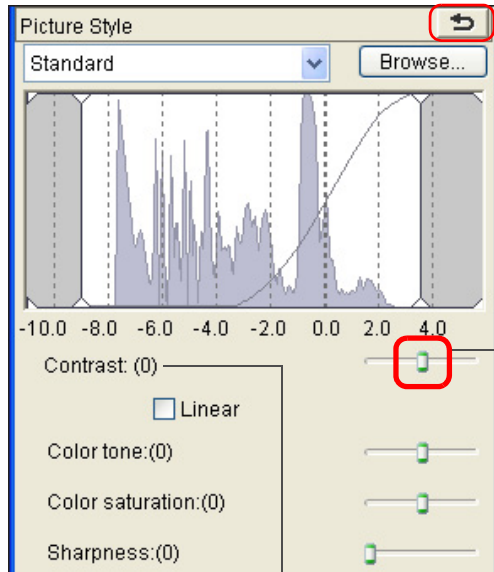 Picture Style
Standard Browse...
-10.0 -8.0 -6.0 -4.0 -2.0 0.0 2.0 4.0
Contrast: (0)
Linear
Color tone:(0)
Color saturation:(0)
Sharpness:(0)